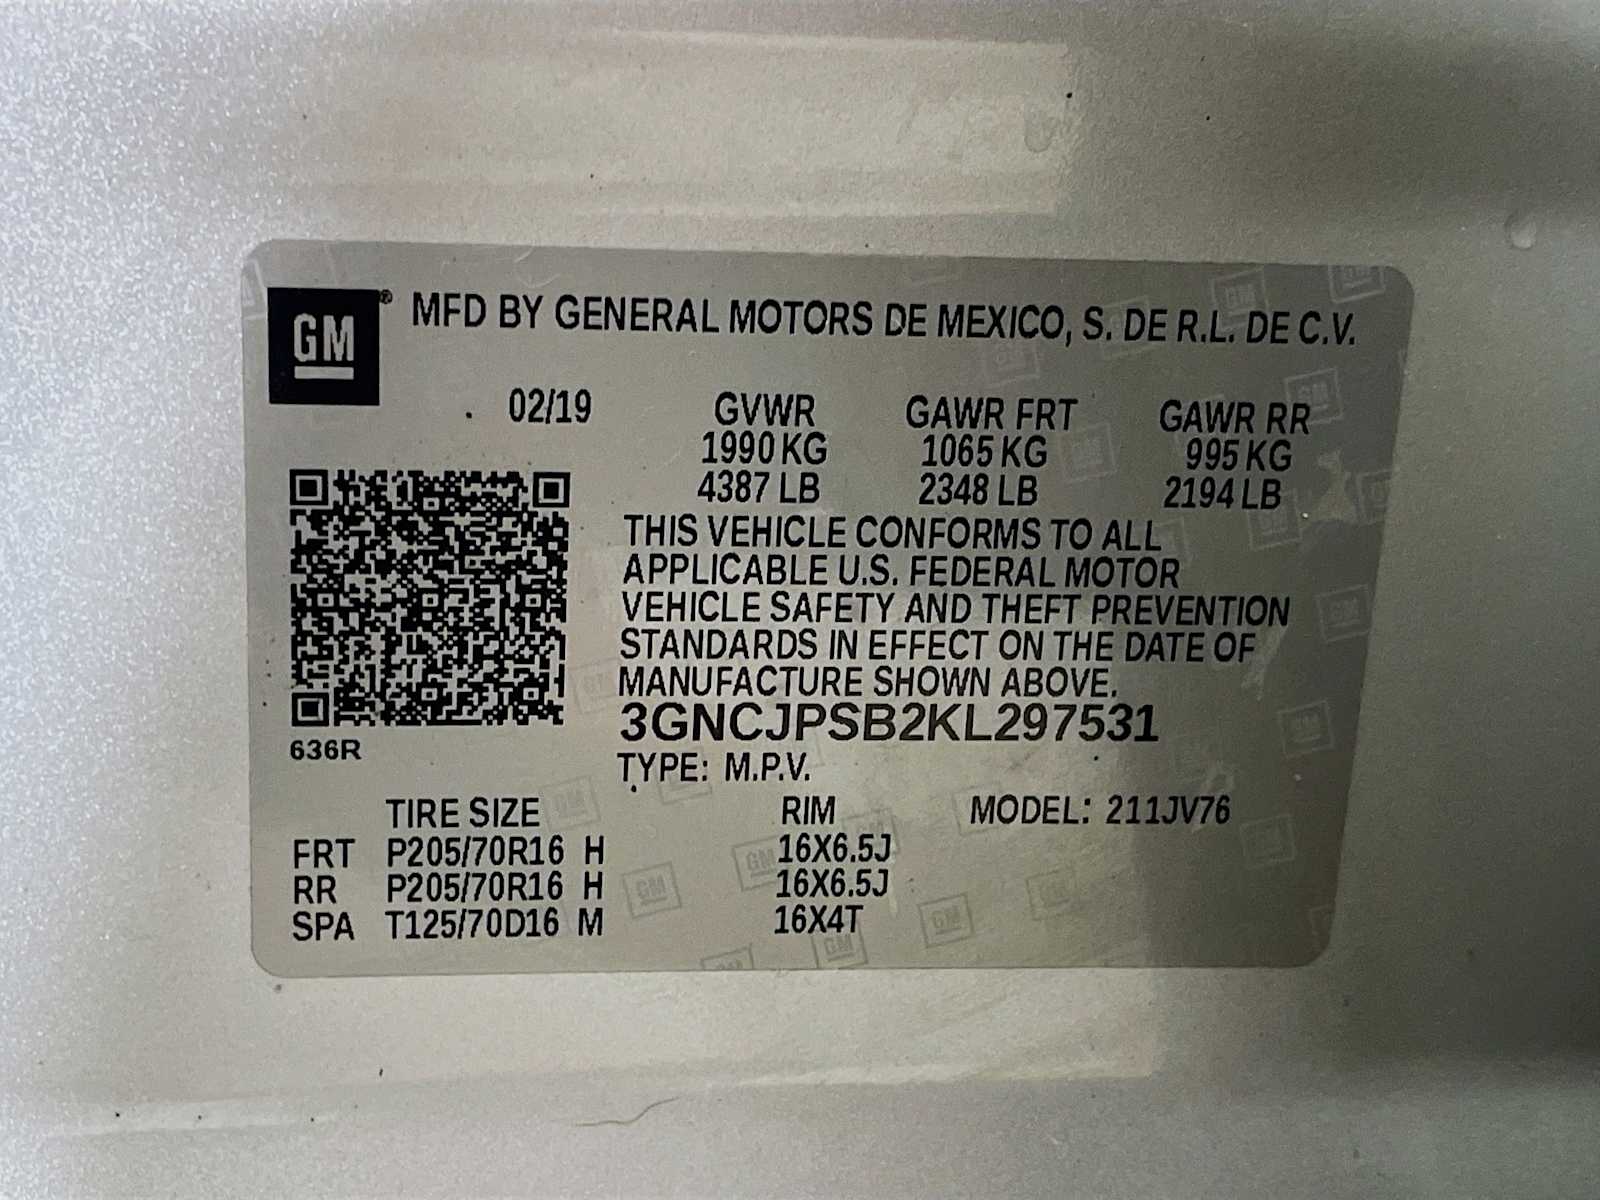 GM® MFD BY GENERAL MOTORS DE MEXICO, S. DE R.L. DE C.V.
02/19 GVWR GAWR FRT GAWR RR
1990 KG 1065 KG 995 KG
4387 LB 2348 LB 2194 LB
THIS VEHICLE CONFORMS TO ALL
APPLICABLE U.S. FEDERAL MOTOR
VEHICLE SAFETY AND THEFT PREVENTION
STANDARDS IN EFFECT ON THE DATE OF
MANUFACTURE SHOWN ABOVE.
3GNCJPSB2KL297531
636R
TYPE: M.P.V.
TIRE SIZE RIM MODEL: 211JV76
FRT P205/70R16 H 16X6.5J
RR P205/70R16 H 16X6.5J
SPA T125/70D16 M 16X4T